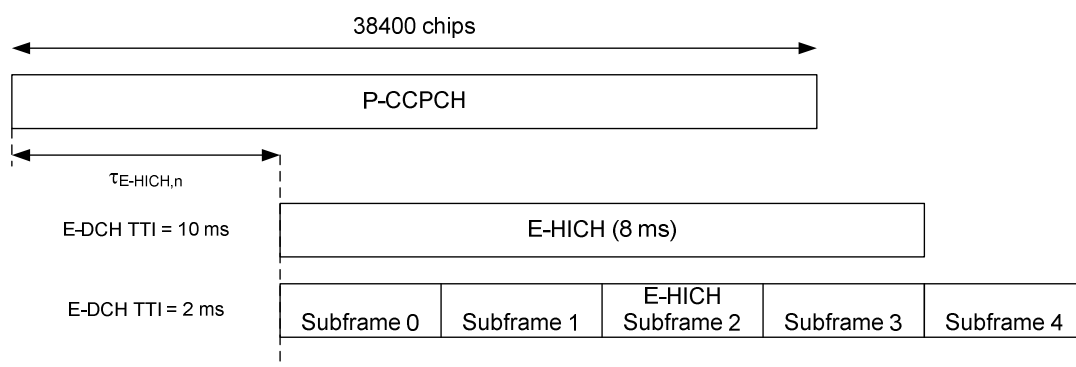 38400 chips
P-CCPCH
τE-HICH,n
E-DCH TTI = 10 ms
E-HICH (8 ms)
E-DCH TTI = 2 ms
Subframe 0
Subframe 1
E-HICH
Subframe 2
Subframe 3
Subframe 4